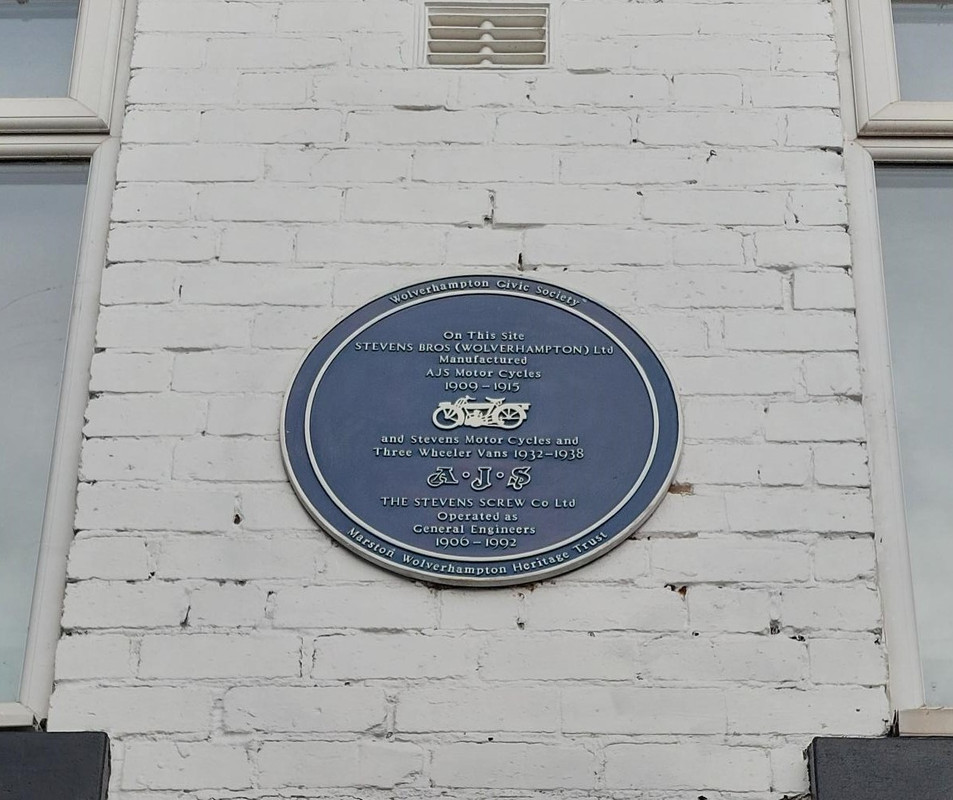 Wolverhampton Civic Society
On This Site
STEVENS BROS (WOLVERHAMPTON) Ltd
Manufactured
AJS Motor Cycles
1909-1915
and Stevens Motor Cycles and
Three Wheeler Vans 1932-1938
A·J·S
THE STEVENS SCREW Co Ltd
Operated as
General Engineers
1906-1992
Marston Wolverhampton Heritage Trust